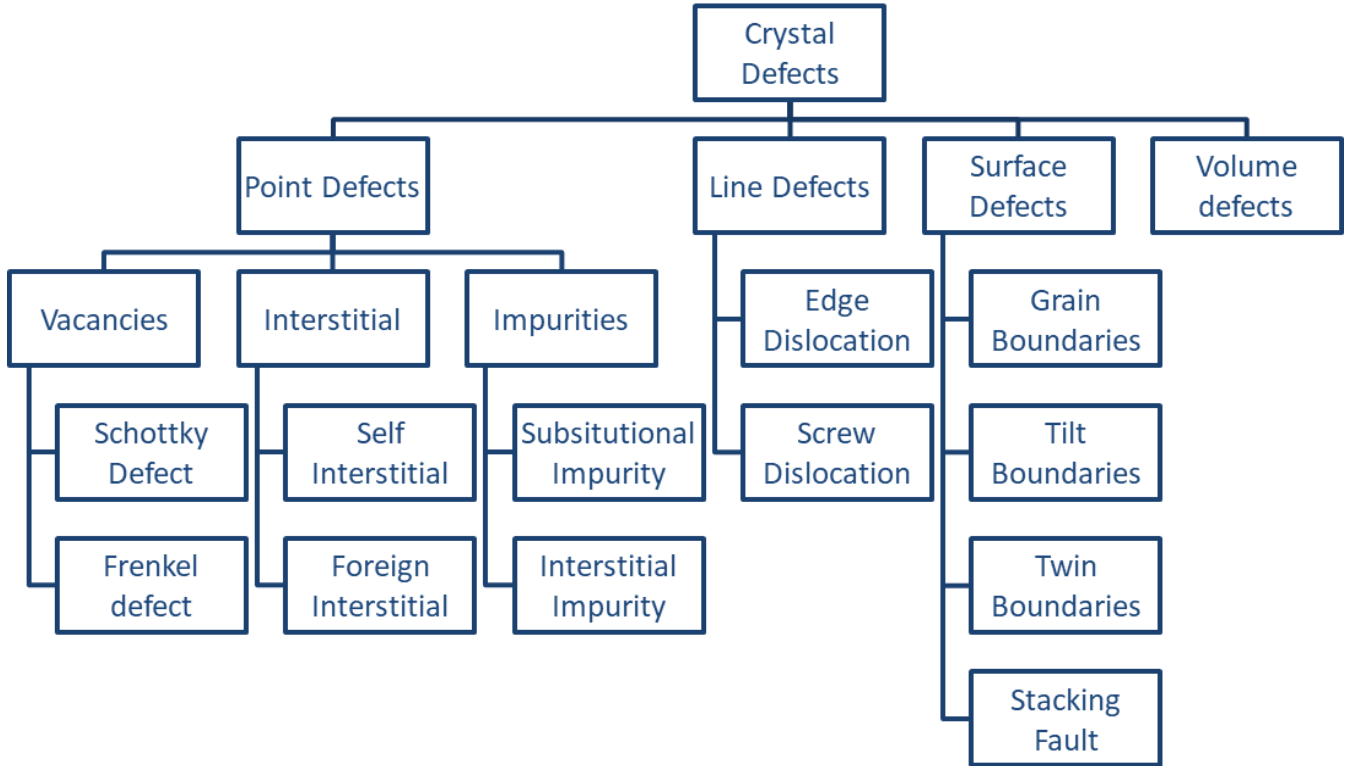 Crystal
Defects
Point Defects
Line Defects
Surface
Defects
Volume
defects
Vacancies
Interstitial
Impurities
Edge
Dislocation
Grain
Boundaries
Schottky
Defect
Self
Interstitial
Subsitutional
Impurity
Screw
Dislocation
Tilt
Boundaries
Frenkel
defect
Foreign
Interstitial
Interstitial
Impurity
Twin
Boundaries
Stacking
Fault